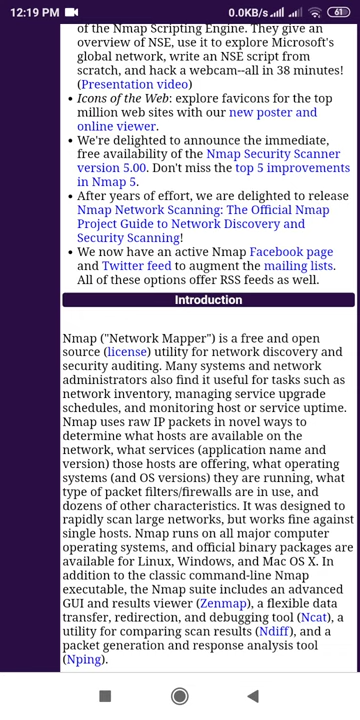 12:19 PM
0.0KB/s
61
of the Nmap Scripting Engine. They give an
overview of NSE, use it to explore Microsoft's
global network, write an NSE script from
scratch, and hack a webcam--all in 38 minutes!
(Presentation video)
• Icons of the Web: explore favicons for the top
million web sites with our new poster and
online viewer.
• We're delighted to announce the immediate,
free availability of the Nmap Security Scanner
version 5.00. Don't miss the top 5 improvements
in Nmap 5.
• After years of effort, we are delighted to release
Nmap Network Scanning: The Official Nmap
Project Guide to Network Discovery and
Security Scanning!
• We now have an active Nmap Facebook page
and Twitter feed to augment the mailing lists.
All of these options offer RSS feeds as well.
Introduction
Nmap ("Network Mapper") is a free and open
source (license) utility for network discovery and
security auditing. Many systems and network
administrators also find it useful for tasks such as
network inventory, managing service upgrade
schedules, and monitoring host or service uptime.
Nmap uses raw IP packets in novel ways to
determine what hosts are available on the
network, what services (application name and
version) those hosts are offering, what operating
systems (and OS versions) they are running, what
type of packet filters/firewalls are in use, and
dozens of other characteristics. It was designed to
rapidly scan large networks, but works fine against
single hosts. Nmap runs on all major computer
operating systems, and official binary packages are
available for Linux, Windows, and Mac OS X. In
addition to the classic command-line Nmap
executable, the Nmap suite includes an advanced
GUI and results viewer (Zenmap), a flexible data
transfer, redirection, and debugging tool (Ncat), a
utility for comparing scan results (Ndiff), and a
packet generation and response analysis tool
(Nping).